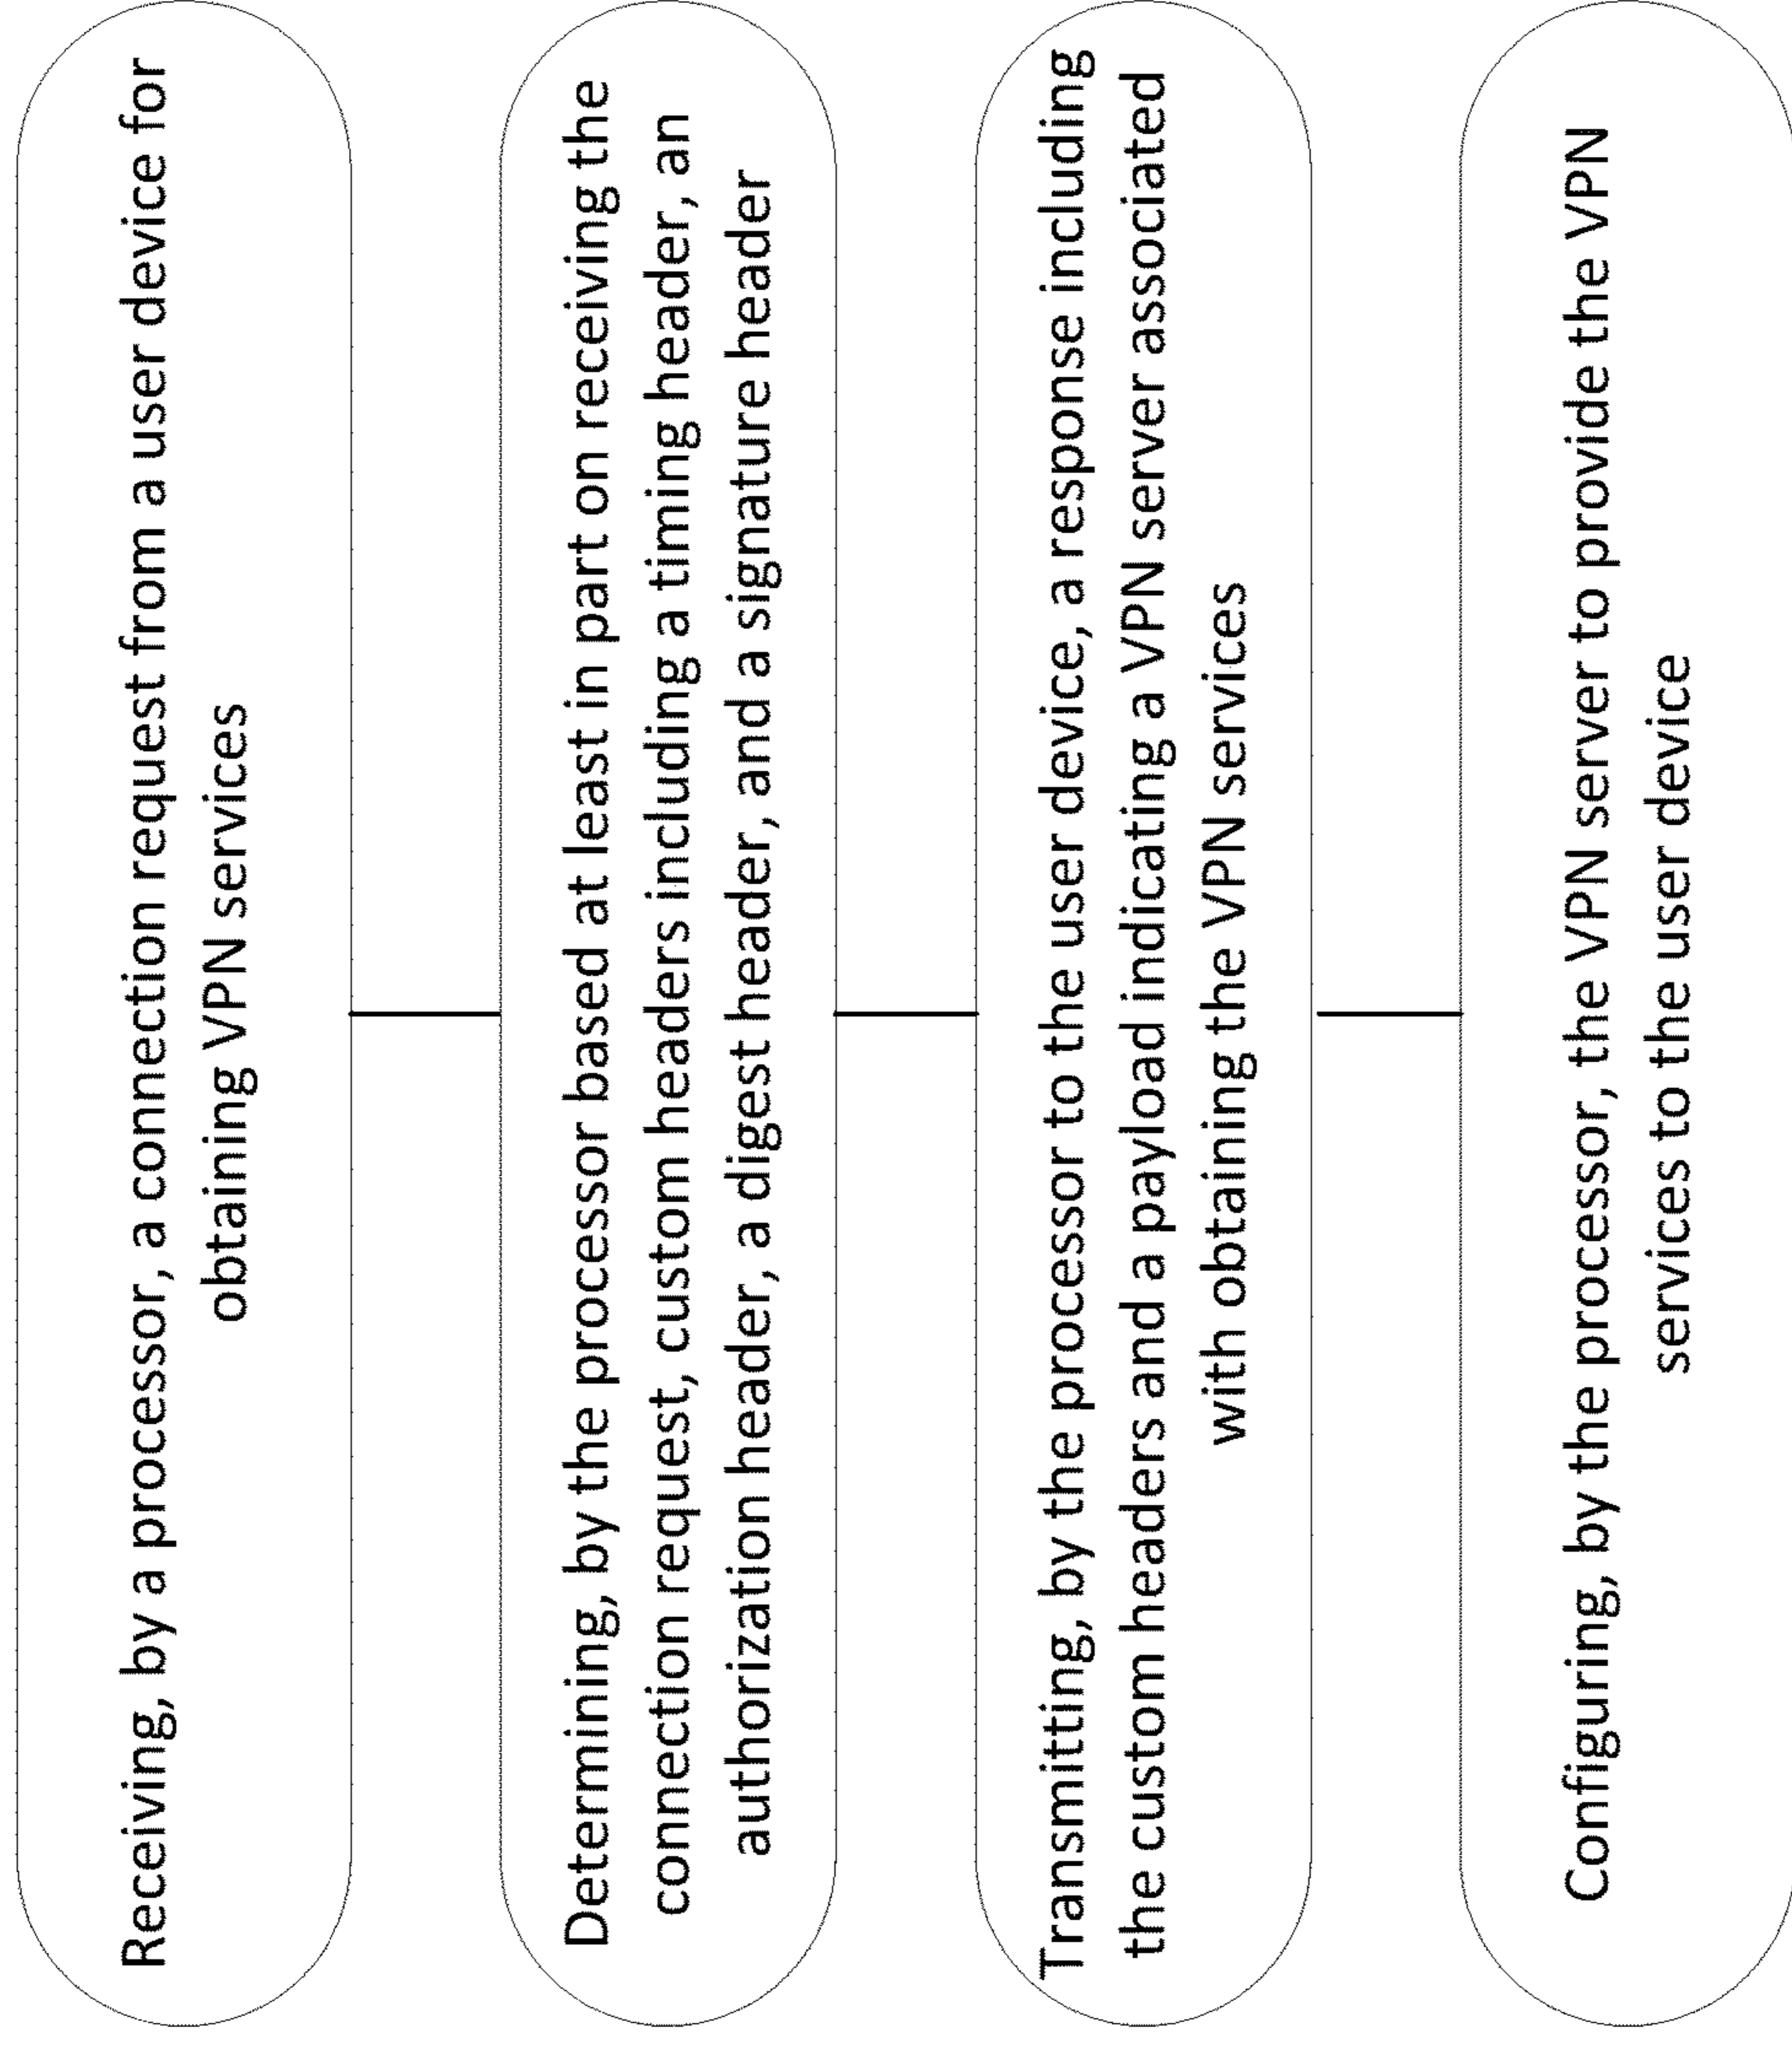 Receiving, by a processor, a connection request from a user device for
obtaining VPN services
Determining, by the processor based at least in part on receiving the
connection request, custom headers including a timing header, an
authorization header, a digest header, and a signature header
Transmitting, by the processor to the user device, a response including
the custom headers and a payload indicating a VPN server associated
with obtaining the VPN services
Configuring, by the processor, the VPN server to provide the VPN
services to the user device